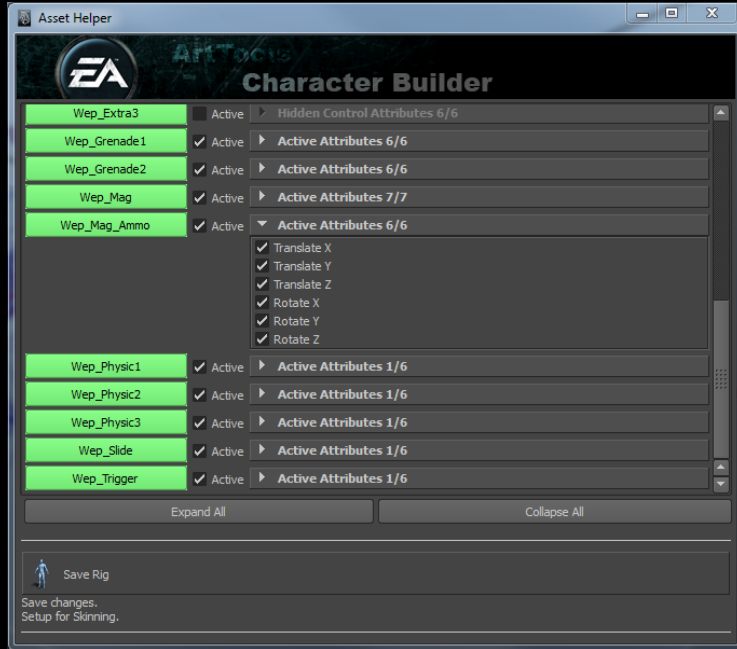 Asset Helper
EA
ArtTools
Character Builder
Wep_Extra3 Active Hidden Control Attributes 6/6
Wep_Grenade1 Active Active Attributes 6/6
Wep_Grenade2 Active Active Attributes 6/6
Wep_Mag Active Active Attributes 7/7
Wep_Mag_Ammo Active Active Attributes 6/6
Translate X
Translate Y
Translate Z
Rotate X
Rotate Y
Rotate Z
Wep_Physic1 Active Active Attributes 1/6
Wep_Physic2 Active Active Attributes 1/6
Wep_Physic3 Active Active Attributes 1/6
Wep_Slide Active Active Attributes 1/6
Wep_Trigger Active Active Attributes 1/6
Expand All Collapse All
Save Rig
Save changes.
Setup for Skinning.